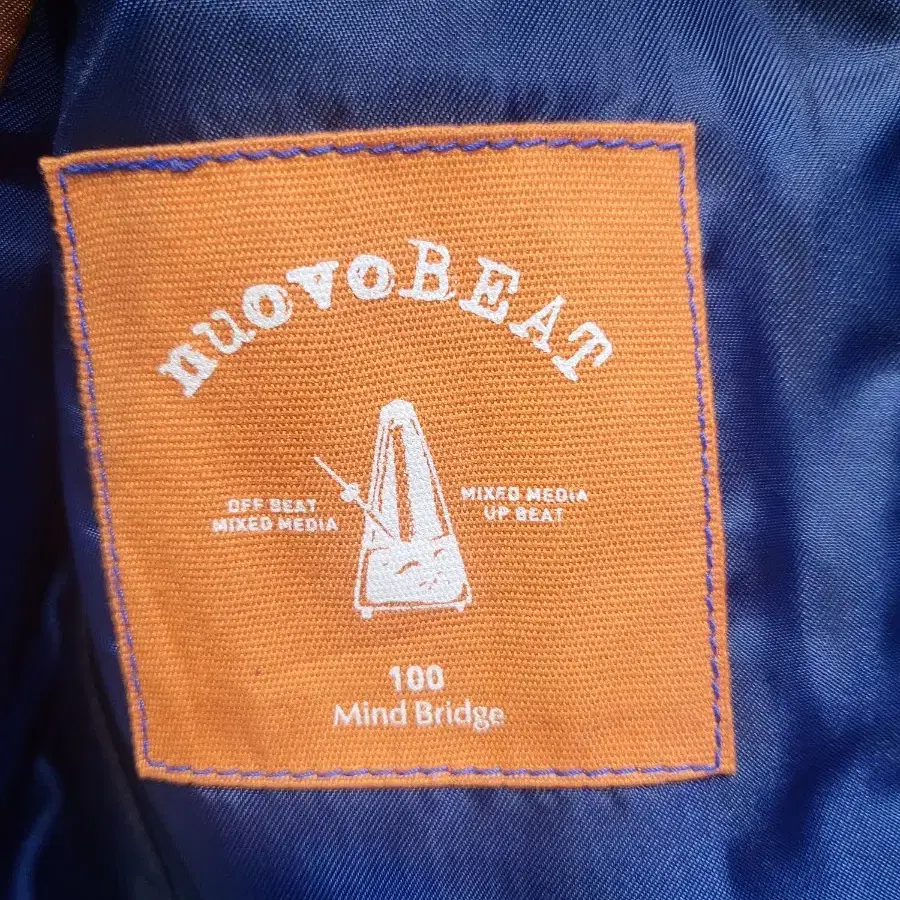 nuovoBEAT
OFF BEAT
MIXED MEDIA
MIXED MEDIA
UP BEAT
100
Mind Bridge